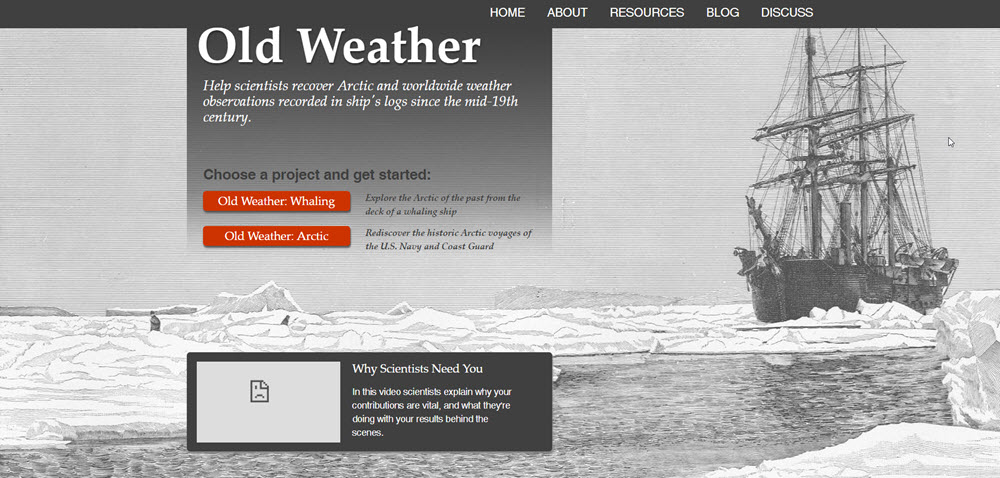 HOME ABOUT RESOURCES BLOG DISCUSS
Old Weather
Help scientists recover Arctic and worldwide weather
observations recorded in ship's logs since the mid-19th
century.
Choose a project and get started:
Old Weather: Whaling
Explore the Arctic of the past from the
deck of a whaling ship
Old Weather: Arctic
Rediscover the historic Arctic voyages of
the U.S. Navy and Coast Guard
Why Scientists Need You
In this video scientists explain why your
contributions are vital, and what they're
doing with your results behind the
scenes.